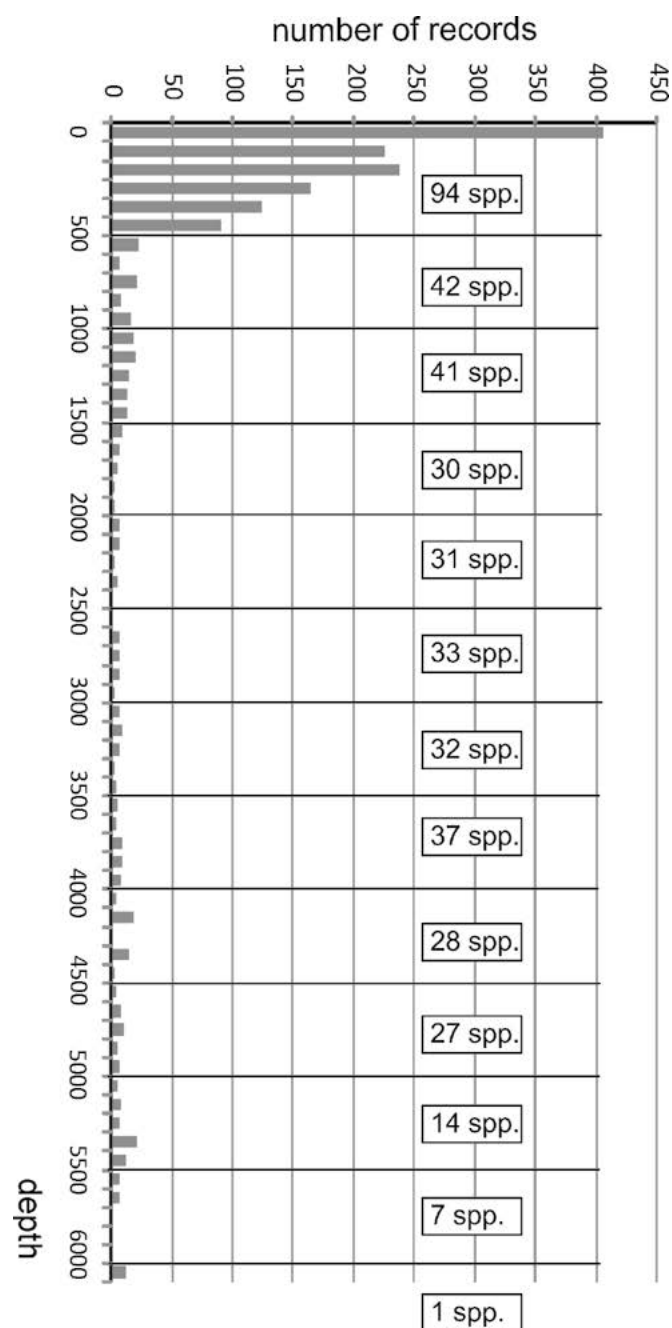 number of records
0
50
100
150
200
250
300
350
400
450
0
500
1000
1500
2000
2500
3000
3500
4000
4500
5000
5500
6000
depth
94 spp.
42 spp.
41 spp.
30 spp.
31 spp.
33 spp.
32 spp.
37 spp.
28 spp.
27 spp.
14 spp.
7 spp.
1 spp.